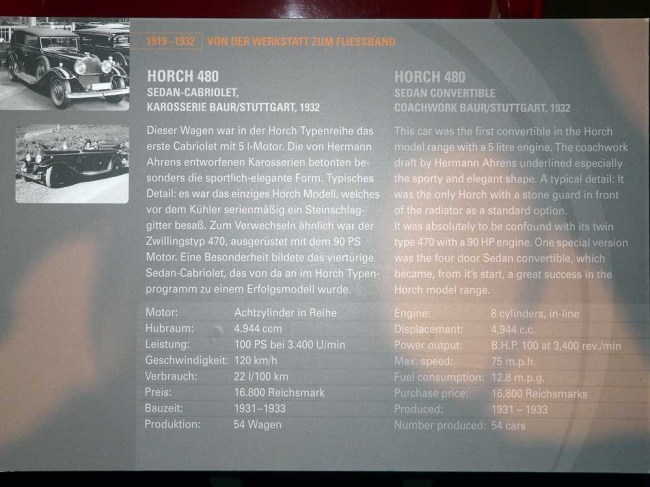 1919–1932 VON DER WERKSTATT ZUM FLIESSBAND
HORCH 480
SEDAN-CABRIOLET,
KAROSSERIE BAUR/STUTTGART, 1932
Dieser Wagen war in der Horch Typenreihe das
erste Cabriolet mit 5 l-Motor. Die von Hermann
Ahrens entworfenen Karosserien betonten be-
sonders die sportlich-elegante Form. Typisches
Detail: es war das einziges Horch Modell, welches
vor dem Kühler serienmäßig ein Steinschlag-
gitter besaß. Zum Verwechseln ähnlich war der
Zwillingstyp 470, ausgerüstet mit dem 90 PS
Motor. Eine Besonderheit bildete das viertürige
Sedan-Cabriolet, das von da an im Horch Typen-
programm zu einem Erfolgsmodell wurde.
Motor: Achtzylinder in Reihe
Hubraum: 4.944 ccm
Leistung: 100 PS bei 3.400 U/min
Geschwindigkeit: 120 km/h
Verbrauch: 22 l/100 km
Preis: 16.800 Reichsmark
Bauzeit: 1931–1933
Produktion: 54 Wagen
HORCH 480
SEDAN CONVERTIBLE
COACHWORK BAUR/STUTTGART, 1932
This car was the first convertible in the Horch
model range with a 5 litre engine. The coachwork
draft by Hermann Ahrens underlined especially
the sporty and elegant shape. A typical detail: It
was the only Horch with a stone guard in front
of the radiator as a standard option.
It was absolutely to be confund with its twin
type 470 with a 90 HP engine. One special version
was the four door Sedan convertible, which
became, from it's start, a great success in the
Horch model range.
Engine: 8 cylinders, in-line
Displacement: 4,944 c.c.
Power output: B.H.P. 100 at 3,400 rev./min
Max. speed: 75 m.p.h.
Fuel consumption: 12.8 m.p.g.
Purchase price: 16,800 Reichsmarks
Produced: 1931 – 1933
Number produced: 54 cars